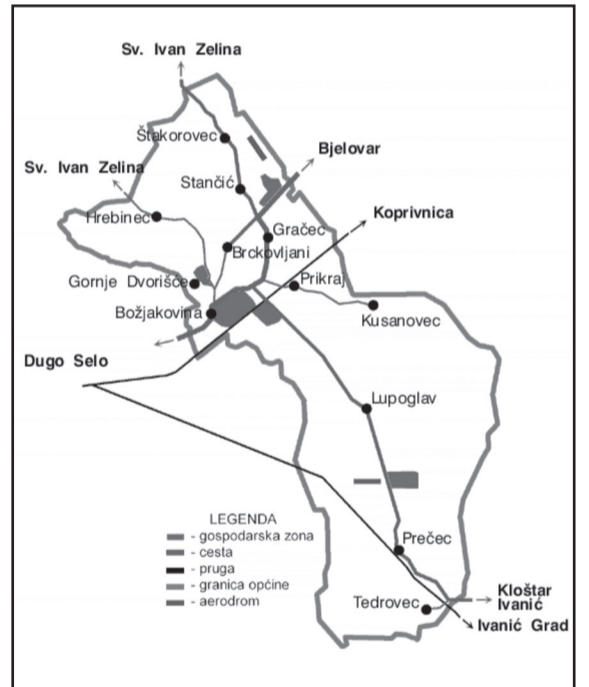 Sv. Ivan Zelina
Štakorovec
Bjelovar
Sv. Ivan Zelina
Stančić
Koprivnica
Hrebinec
Gračec
Brckovljani
Gornje Dvorišće
Prikraj
Božjakovina
Kusanovec
Dugo Selo
Lupoglav
LEGENDA
- gospodarska zona
- cesta
- pruga
- granica općine
- aerodrom
Prečec
Tedrovec
Kloštar
Ivanić
Ivanić Grad